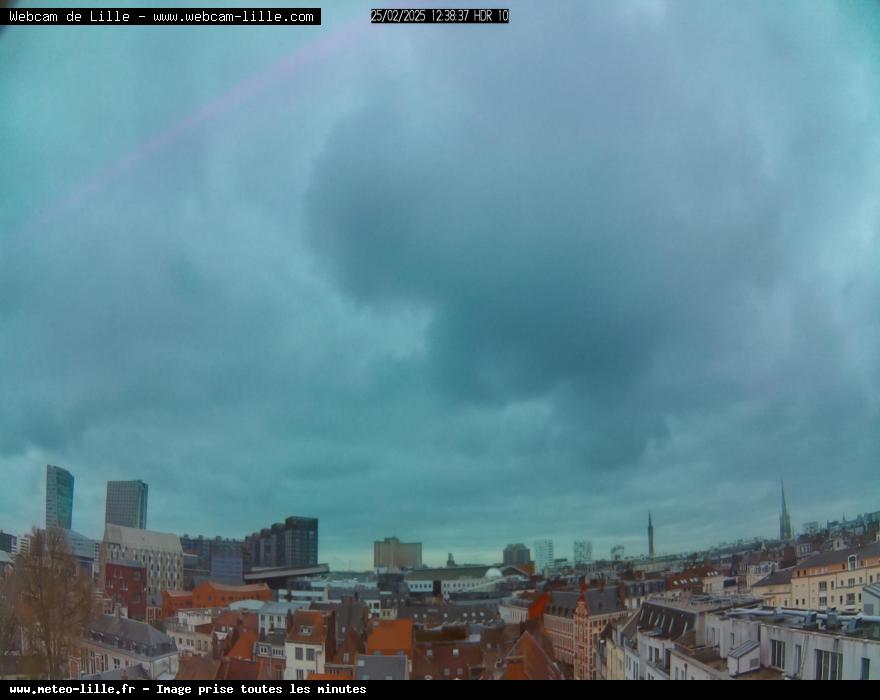 Webcam de Lille - www.webcam-lille.com
25/02/2025 12:38:37 HDR 10
www.meteo-lille.fr - Image prise toutes les minutes